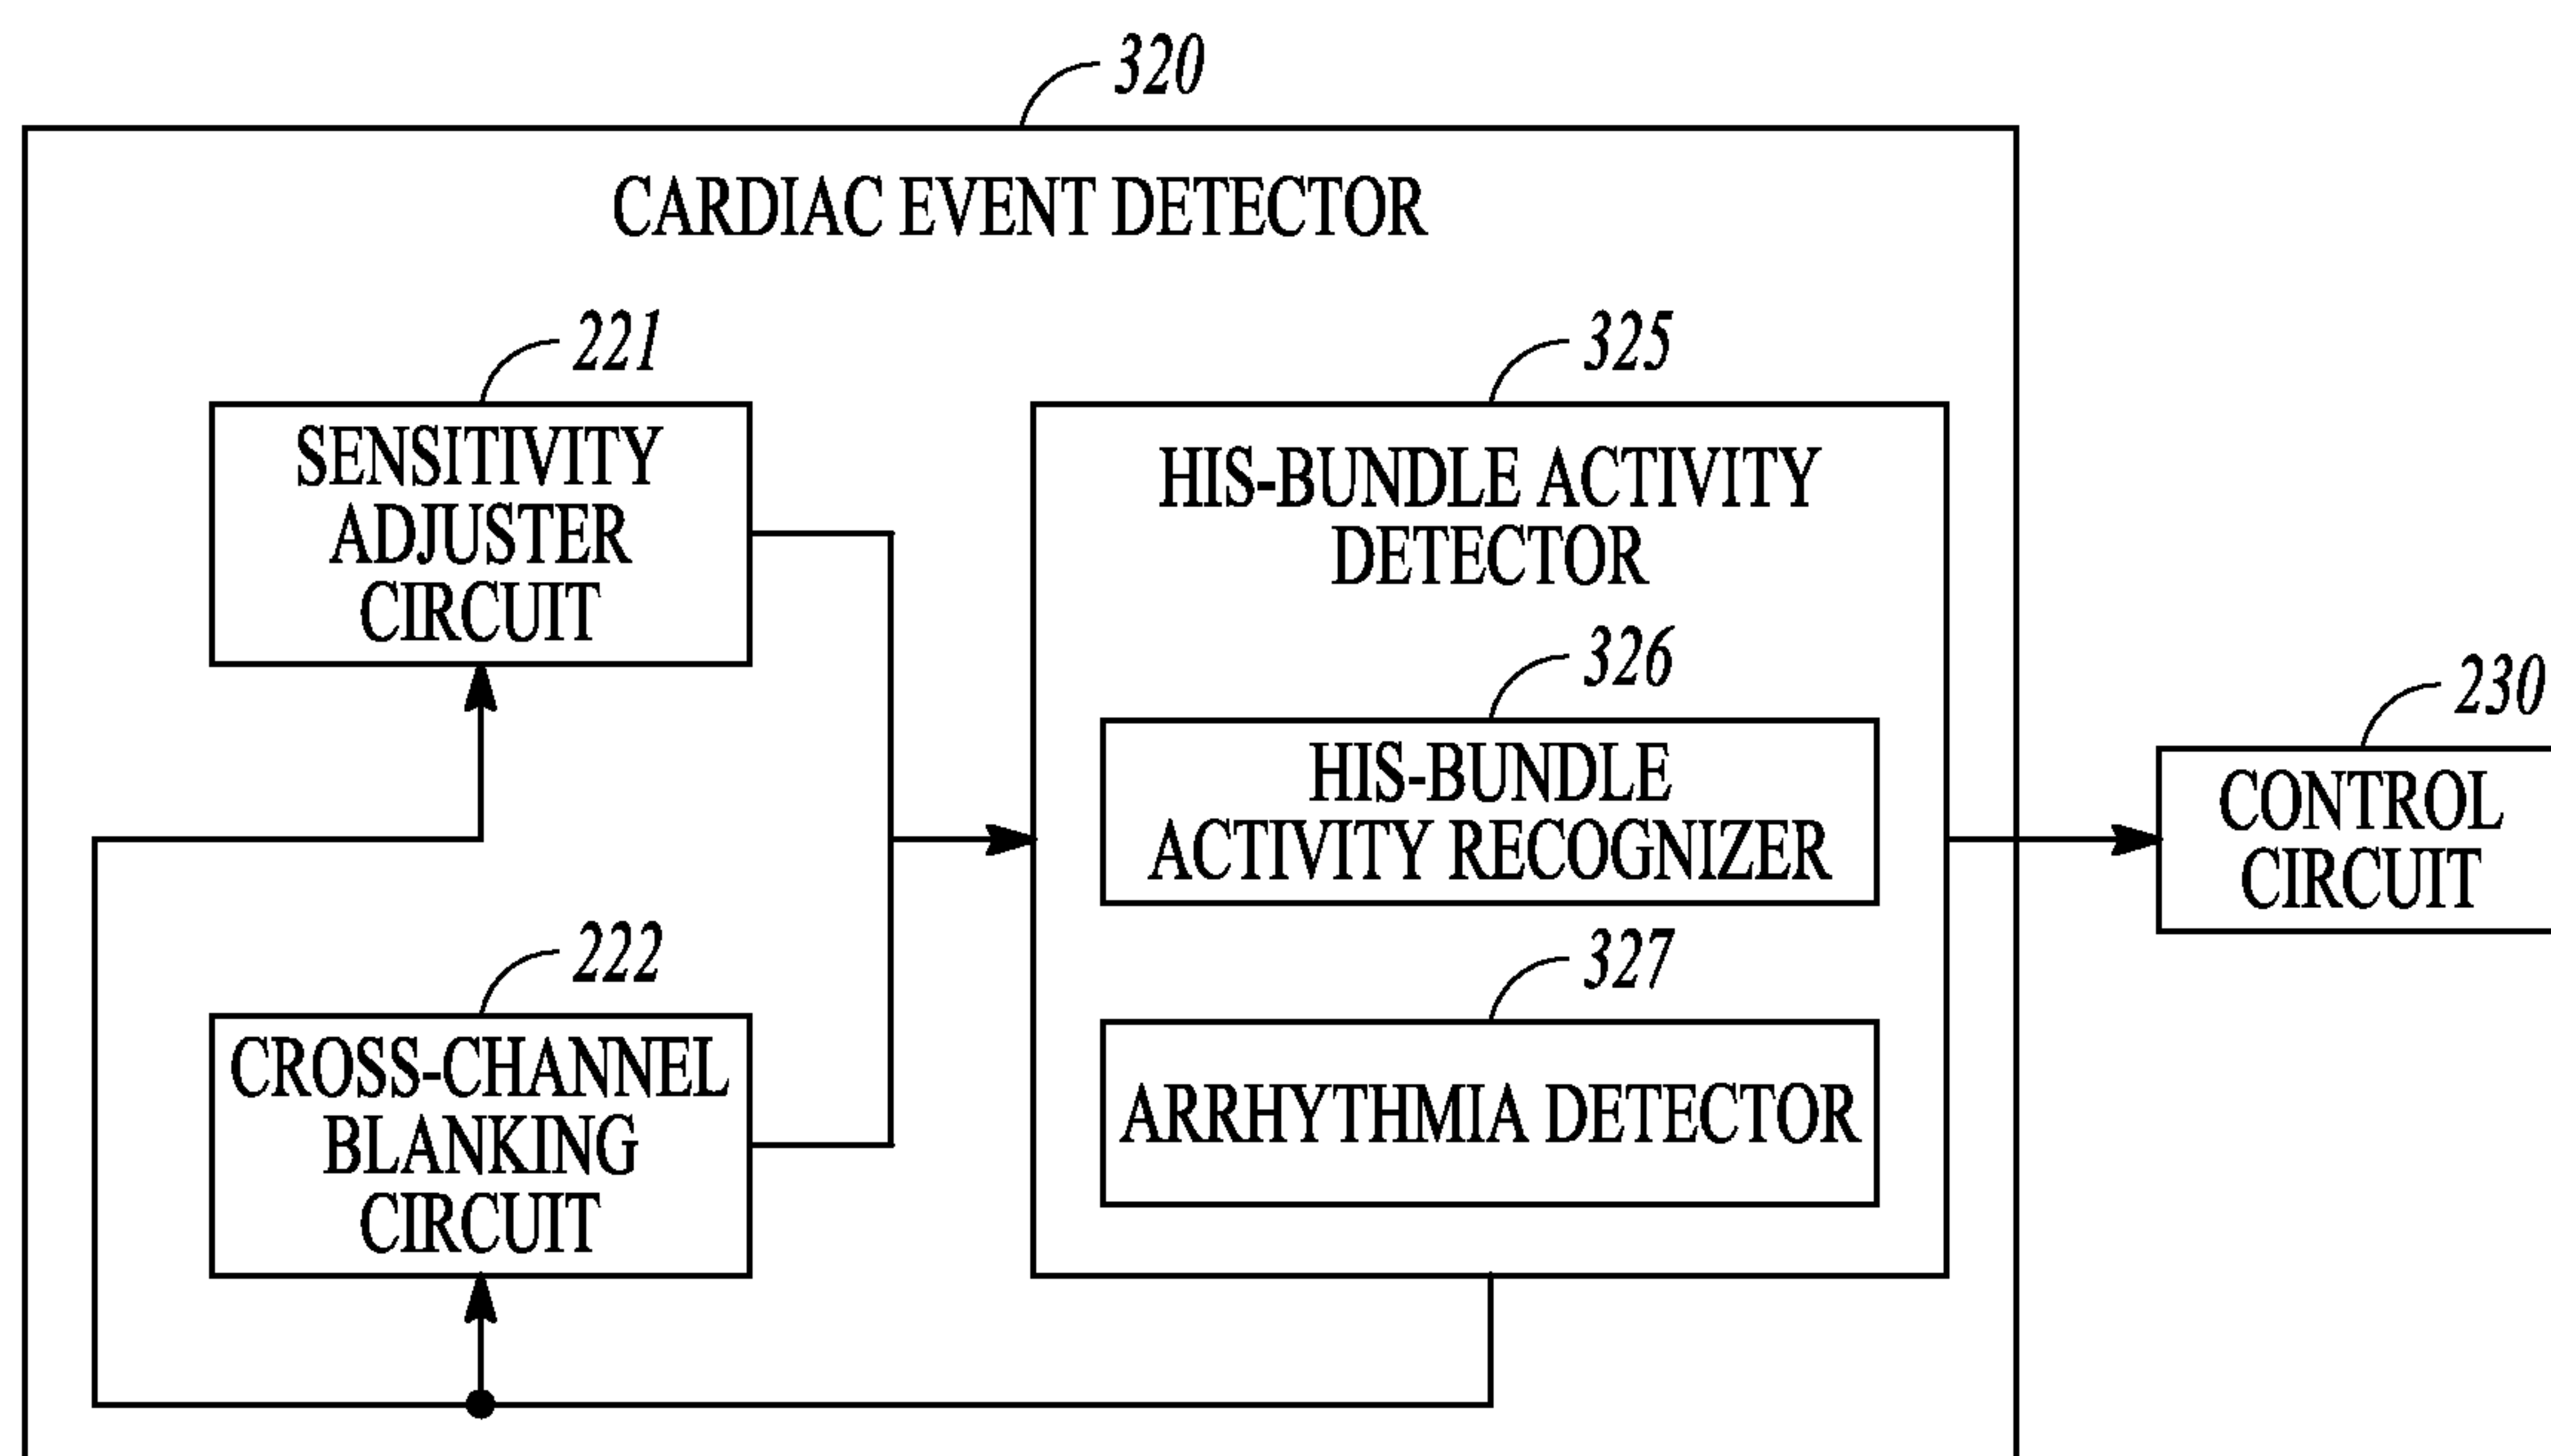 320
CARDIAC EVENT DETECTOR
221
SENSITIVITY
ADJUSTER
CIRCUIT
325
HIS-BUNDLE ACTIVITY
DETECTOR
326
HIS-BUNDLE
ACTIVITY RECOGNIZER
230
CONTROL
CIRCUIT
222
CROSS-CHANNEL
BLANKING
CIRCUIT
327
ARRHYTHMIA DETECTOR